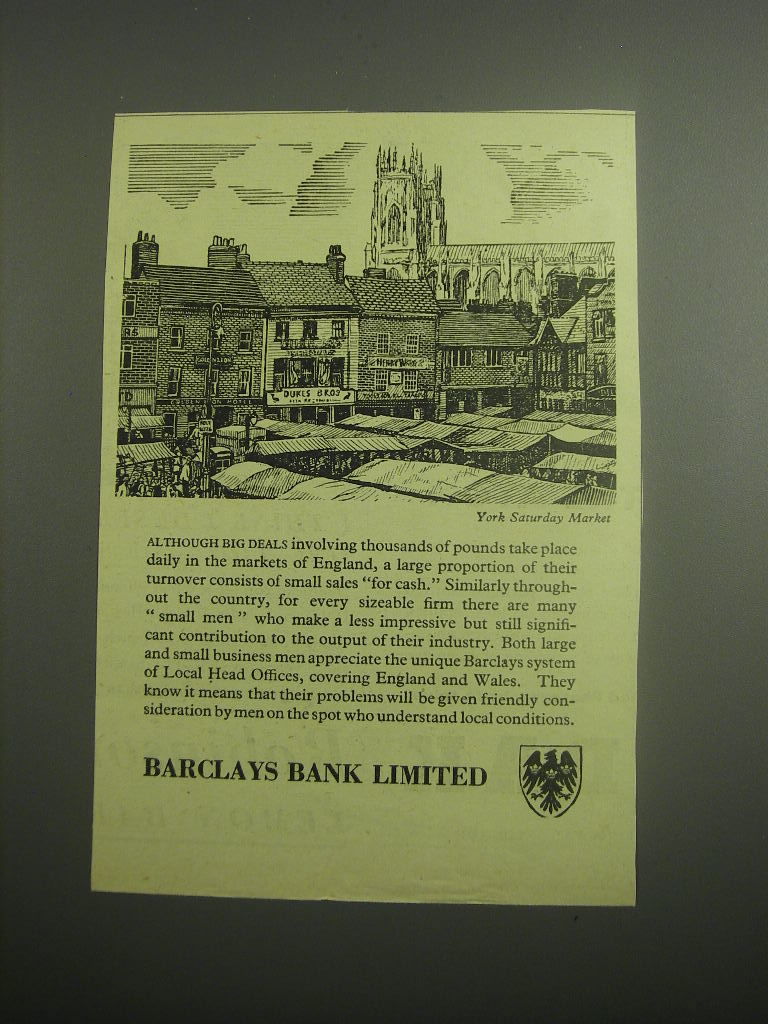 RS
DUKES BROS
York Saturday Market
ALTHOUGH BIG DEALS involving thousands of pounds take place
daily in the markets of England, a large proportion of their
turnover consists of small sales "for cash." Similarly through-
out the country, for every sizeable firm there are many
" small men " who make a less impressive but still signifi-
cant contribution to the output of their industry. Both large
and small business men appreciate the unique Barclays system
of Local Head Offices, covering England and Wales. They
know it means that their problems will be given friendly con-
sideration by men on the spot who understand local conditions.
BARCLAYS BANK LIMITED